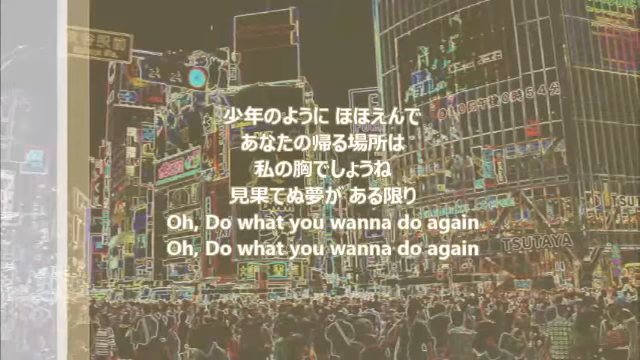 少年のように ほほえんで
あなたの帰る場所は
私の胸でしょうね
見果てぬ夢が ある限り
Oh, Do what you wanna do again
Oh, Do what you wanna do again
TSUTAYA